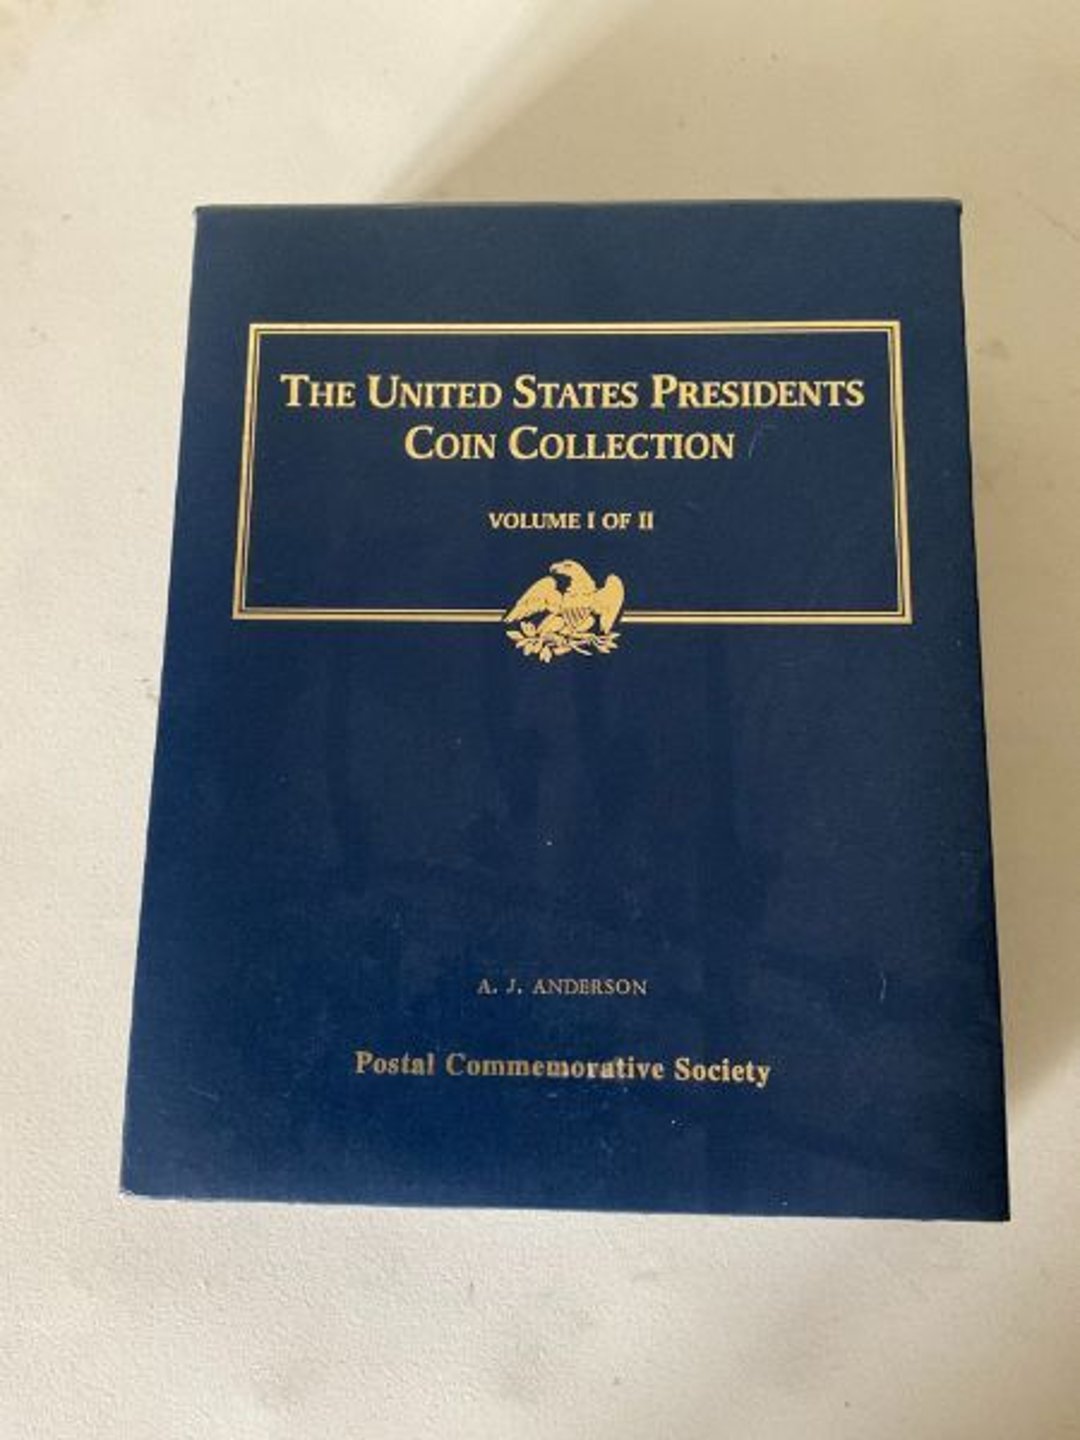 THE UNITED STATES PRESIDENTS
COIN COLLECTION
VOLUME I OF II
A. J. ANDERSON
Postal Commemorative Society